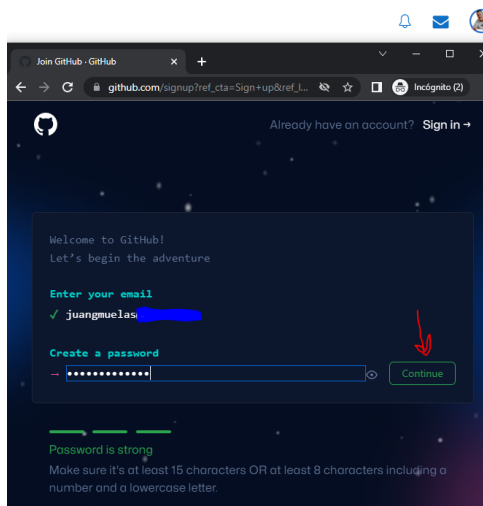 Join GitHub · GitHub
github.com/signup?ref_cta=Sign+up&ref_l...
Incógnito (2)
Already have an account? Sign in →
Welcome to GitHub!
Let's begin the adventure
Enter your email
✓ juangmuelas
Create a password
→ •••••••••••••
Continue
Password is strong
Make sure it's at least 15 characters OR at least 8 characters including a
number and a lowercase letter.